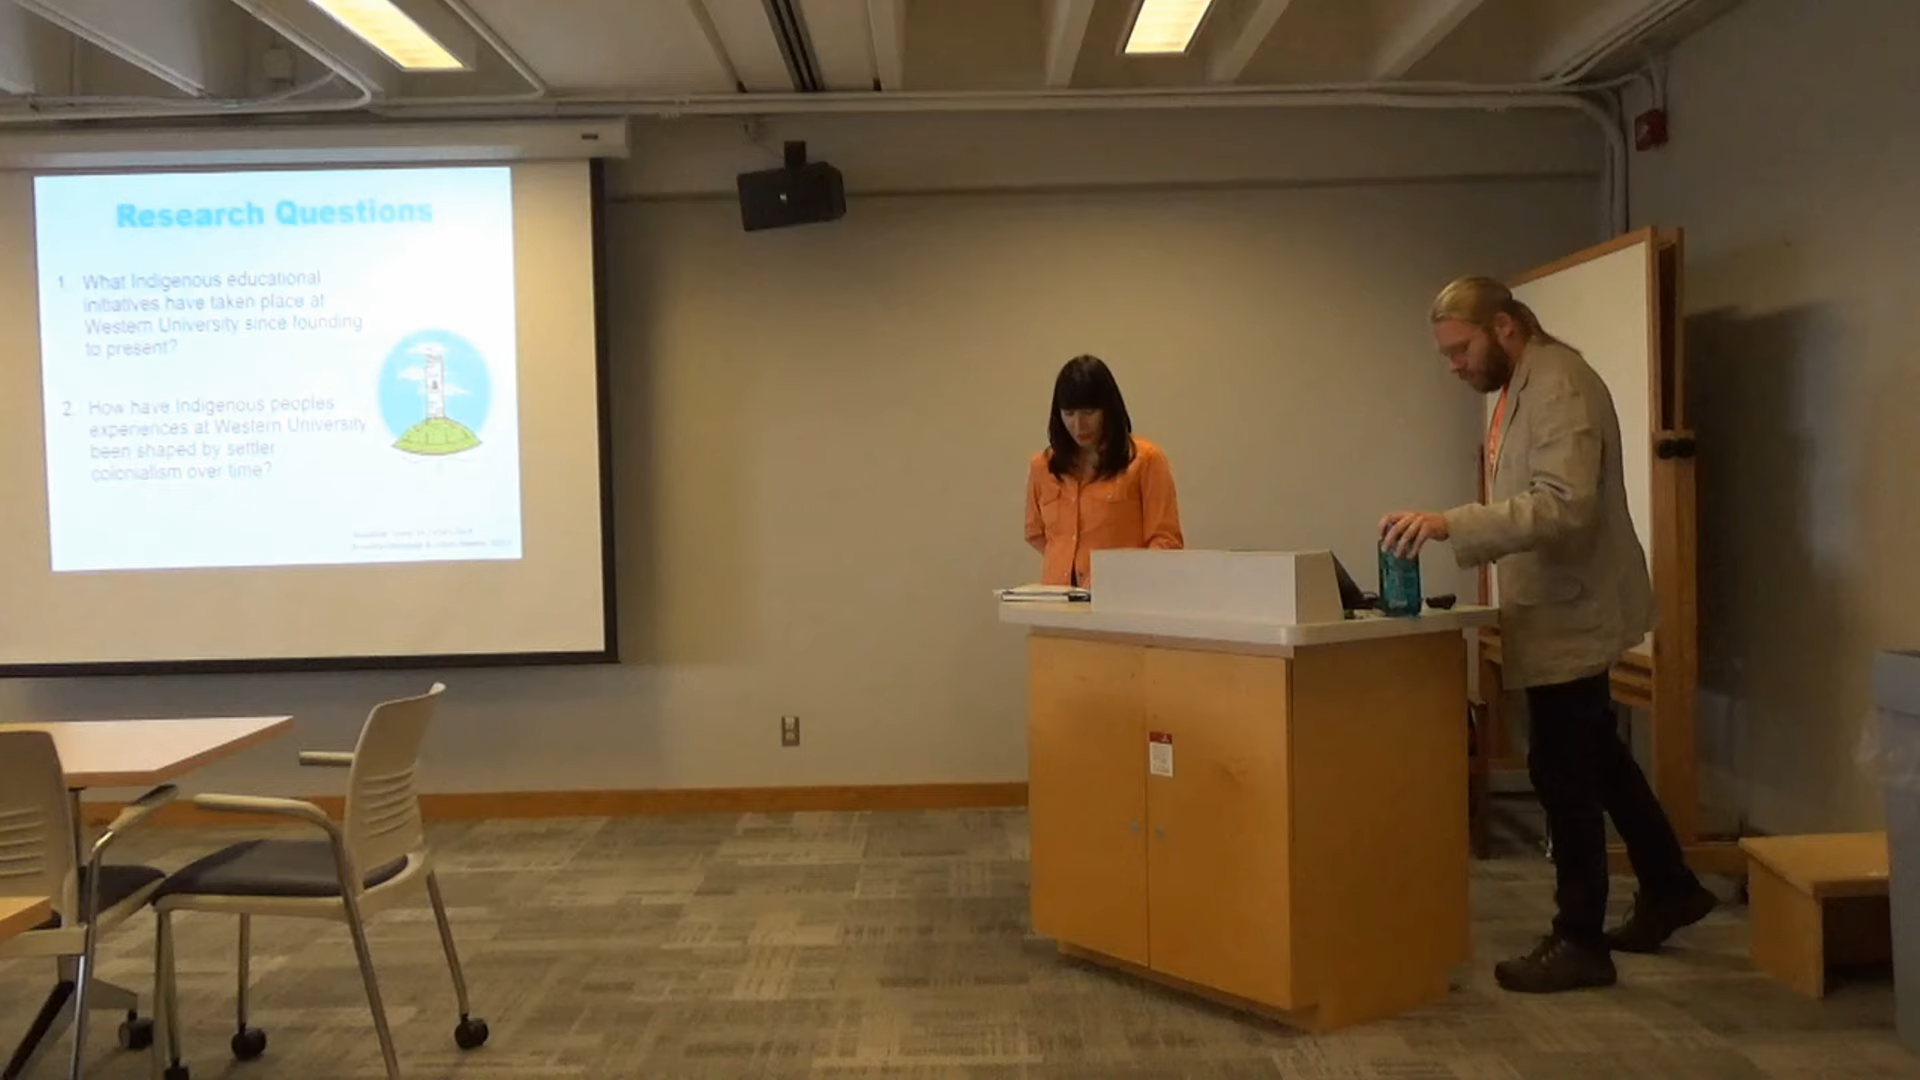 Research Questions
1. What Indigenous educational
initiatives have taken place at
Western University since founding
to present?
2. How have Indigenous peoples
experiences at Western University
been shaped by settler
colonialism over time?